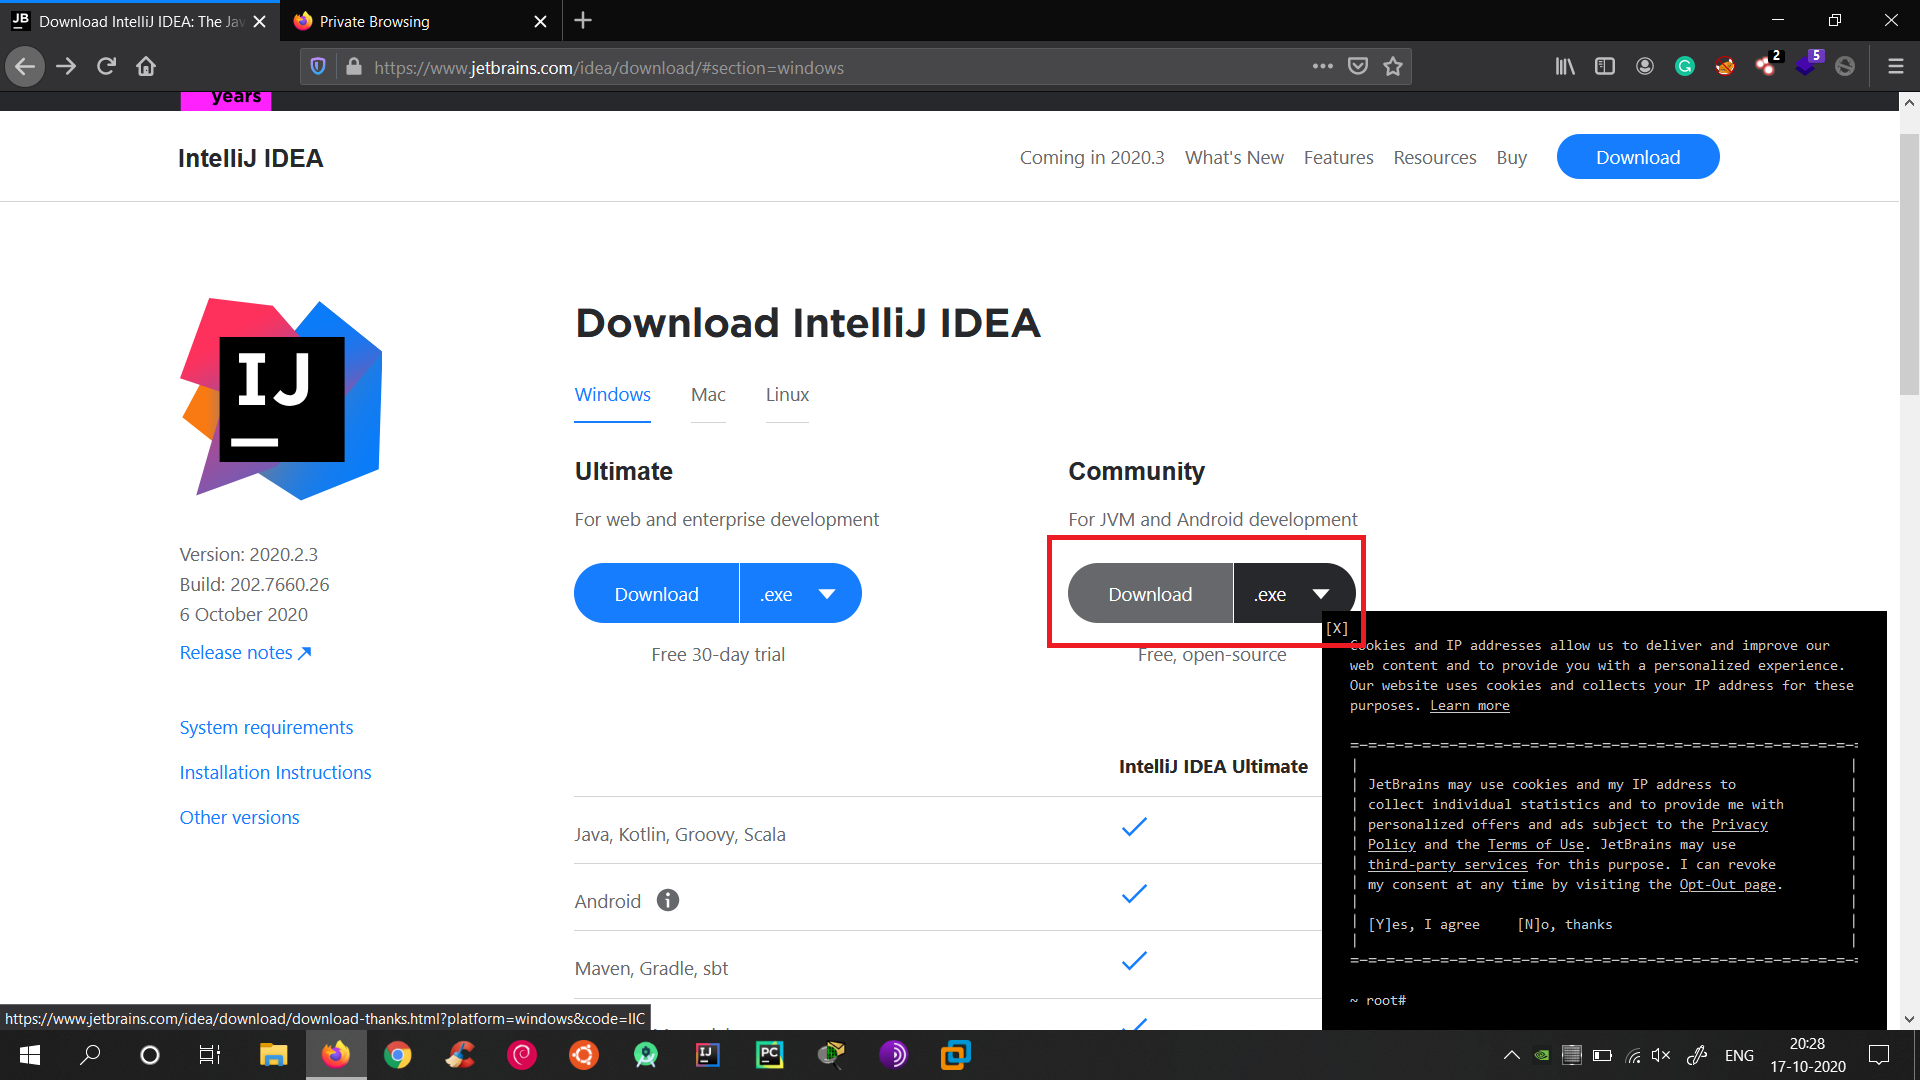 JB Download IntelliJ IDEA: The Jav
Private Browsing
https://www.jetbrains.com/idea/download/#section=windows
2
5
years
IntelliJ IDEA
Coming in 2020.3 What's New Features Resources Buy Download
IJ
Download IntelliJ IDEA
Windows Mac Linux
Ultimate
For web and enterprise development
Download .exe
Free 30-day trial
Community
For JVM and Android development
Download .exe
Free, open-source
Version: 2020.2.3
Build: 202.7660.26
6 October 2020
Release notes
System requirements
Installation Instructions
Other versions
IntelliJ IDEA Ultimate
Java, Kotlin, Groovy, Scala
Android
Maven, Gradle, sbt
[X]
Cookies and IP addresses allow us to deliver and improve our
web content and to provide you with a personalized experience.
Our website uses cookies and collects your IP address for these
purposes. Learn more
JetBrains may use cookies and my IP address to
collect individual statistics and to provide me with
personalized offers and ads subject to the Privacy
Policy and the Terms of Use. JetBrains may use
third-party services for this purpose. I can revoke
my consent at any time by visiting the Opt-Out page.
[Y]es, I agree [N]o, thanks
~ root#
https://www.jetbrains.com/idea/download/download-thanks.html?platform=windows&code=IIC
IJ
PC
ENG
20:28
17-10-2020